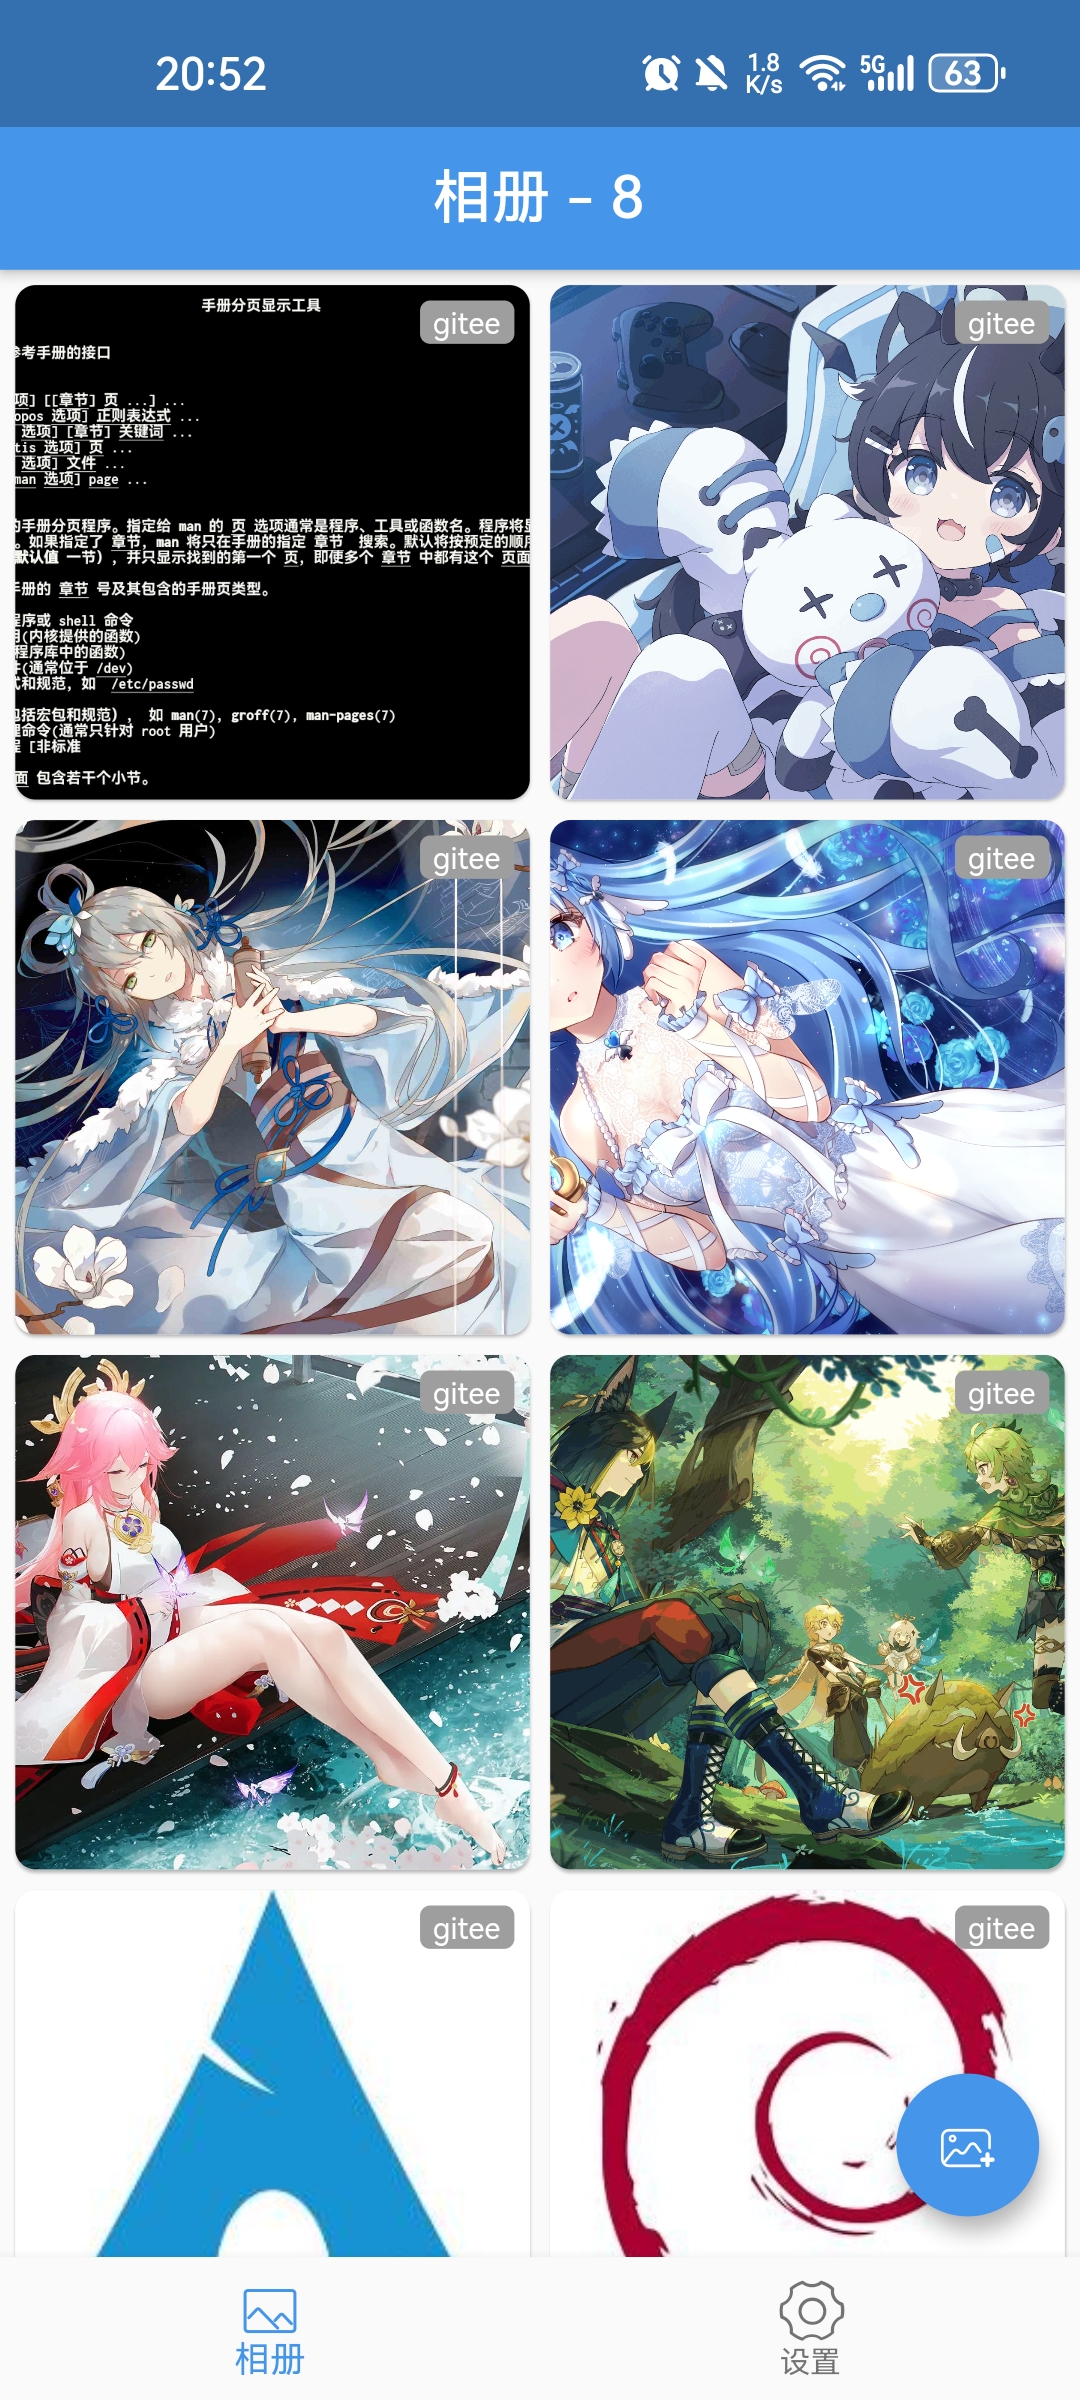 20:52
1.8 K/s
5G
63
相册 - 8
gitee
手册分页显示工具
参考手册的接口
项] [[章节] 页 ...] ...
opos 选项] 正则表达式 ...
选项] [章节] 关键词 ...
tis 选项] 页 ...
选项] 文件 ...
man 选项] page ...
的手册分页程序。指定给 man 的 页 选项通常是程序、工具或函数名。程序将
。如果指定了 章节，man 将只在手册的指定 章节 搜索。默认将按预定的顺
默认值 一节），并只显示找到的第一个 页，即使多个 章节 中都有这个 页面
手册的 章节 号及其包含的手册页类型。
程序或 shell 命令
(内核提供的函数)
程序库中的函数)
(通常位于 /dev)
式和规范，如 /etc/passwd
包括宏包和规范）， 如 man(7), groff(7), man-pages(7)
理命令(通常只针对 root 用户)
[非标准
面 包含若干个小节。
gitee
gitee
gitee
gitee
gitee
gitee
gitee
相册
设置